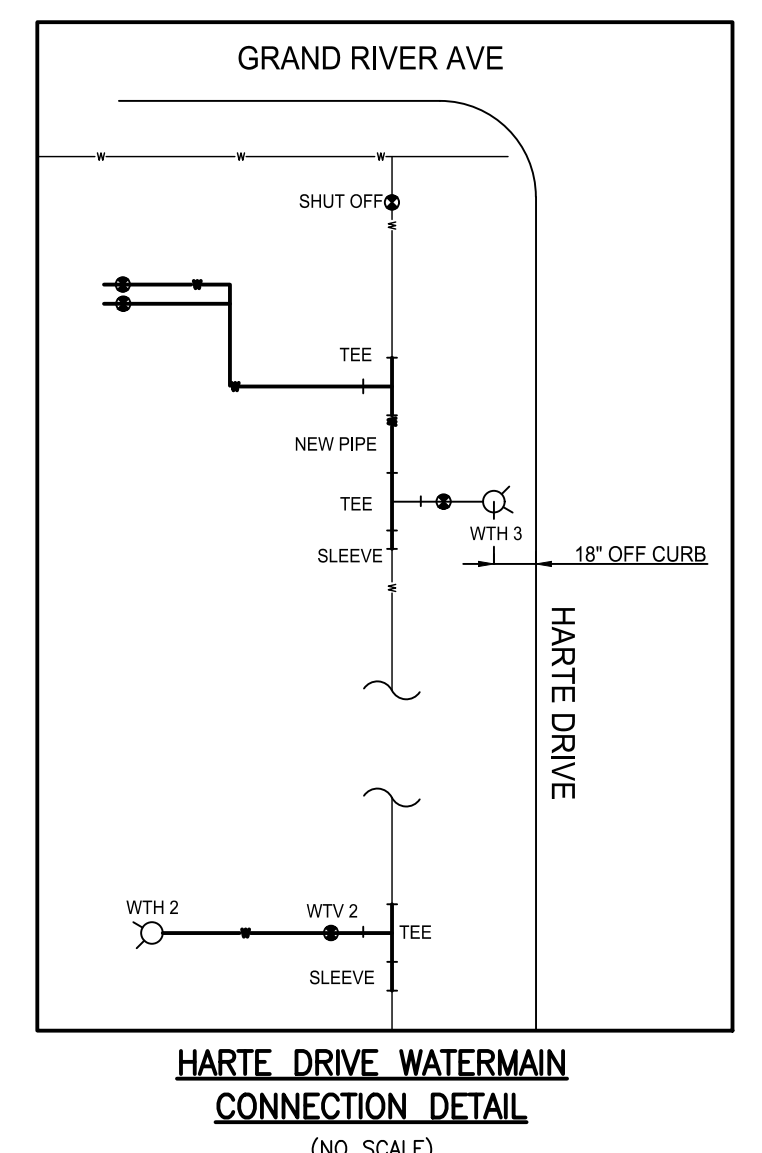 GRAND RIVER AVE
W W W
SHUT OFF
W
W
TEE
W
W
NEW PIPE
TEE
WTH 3
SLEEVE
18" OFF CURB
W
HARTE DRIVE
WTH 2
WTV 2
W
TEE
SLEEVE
HARTE DRIVE WATERMAIN
CONNECTION DETAIL
(NO SCALE)